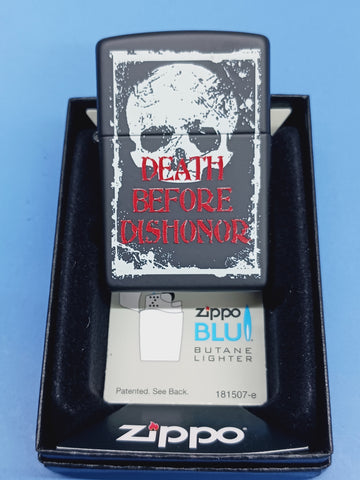 DEATH
BEFORE
DISHONOR
zippo
BLU
BUTANE
LIGHTER
Patented. See Back.
181507-e
zippo